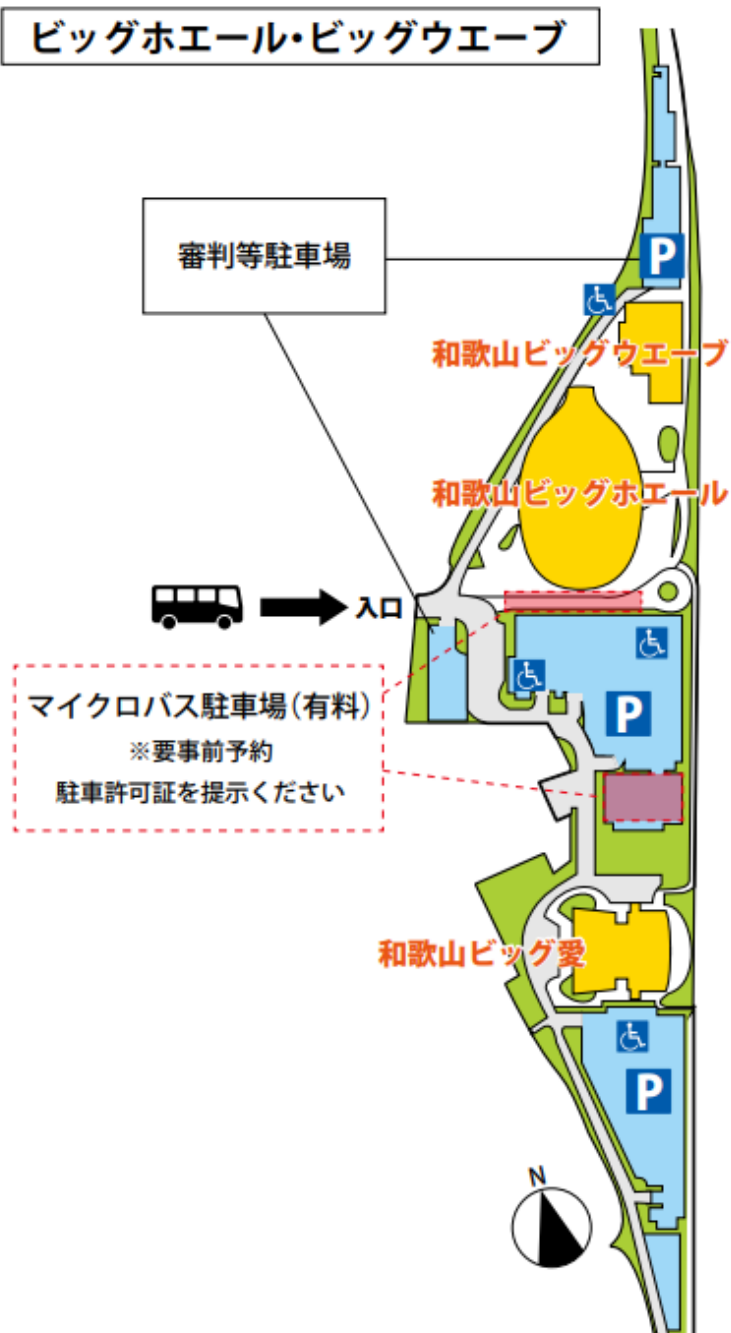 ビッグホエール・ビッグウエーブ
審判等駐車場
P
和歌山ビッグウエーブ
和歌山ビッグホエール
入口
マイクロバス駐車場(有料)
※要事前予約
駐車許可証を提示ください
P
和歌山ビッグ愛
P
N